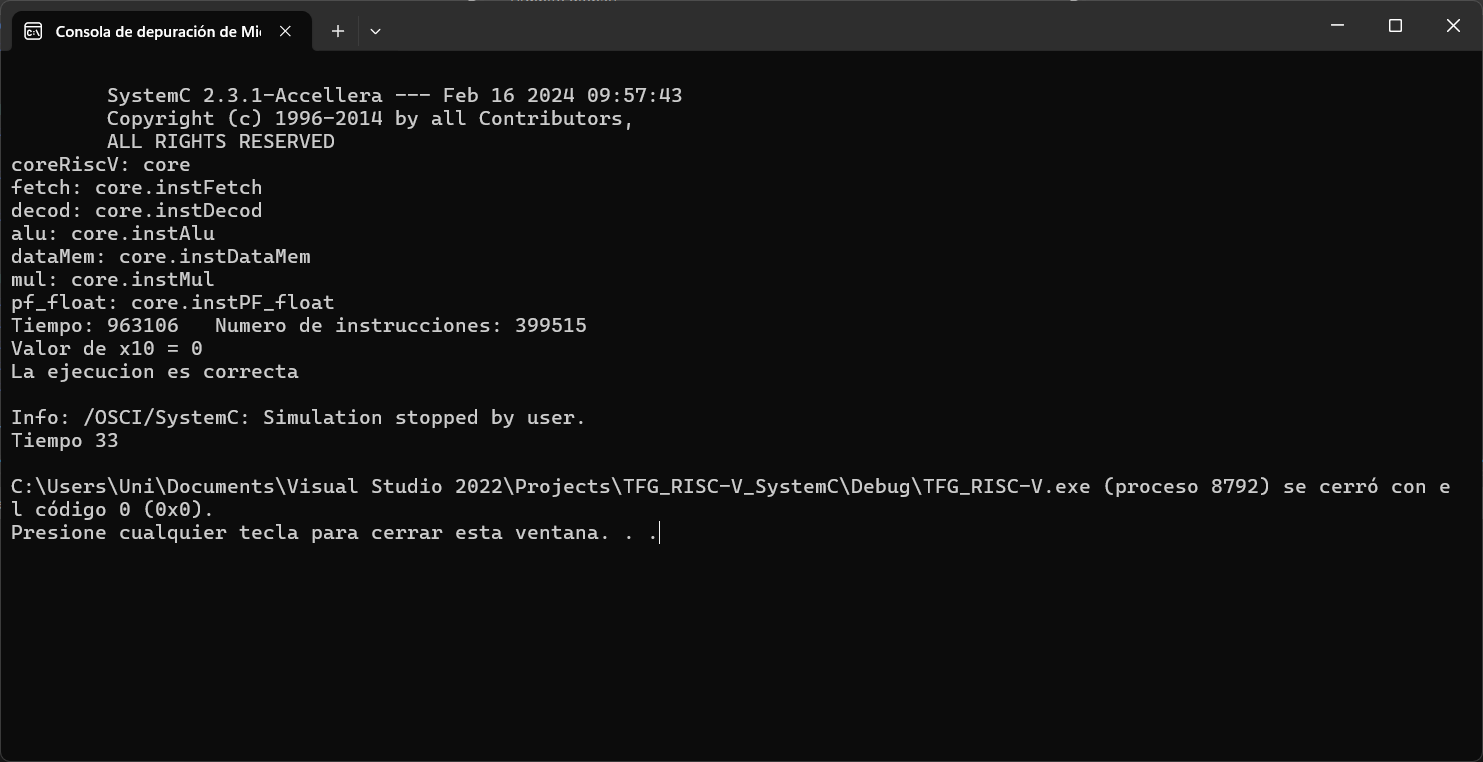 Consola de depuración de Mi
SystemC 2.3.1-Accellera --- Feb 16 2024 09:57:43
Copyright (c) 1996-2014 by all Contributors,
ALL RIGHTS RESERVED
coreRiscV: core
fetch: core.instFetch
decod: core.instDecod
alu: core.instAlu
dataMem: core.instDataMem
mul: core.instMul
pf_float: core.instPF_float
Tiempo: 963106   Numero de instrucciones: 399515
Valor de x10 = 0
La ejecucion es correcta
Info: /OSCI/SystemC: Simulation stopped by user.
Tiempo 33
C:\Users\Uni\Documents\Visual Studio 2022\Projects\TFG_RISC-V_SystemC\Debug\TFG_RISC-V.exe (proceso 8792) se cerró con e
l código 0 (0x0).
Presione cualquier tecla para cerrar esta ventana. . .